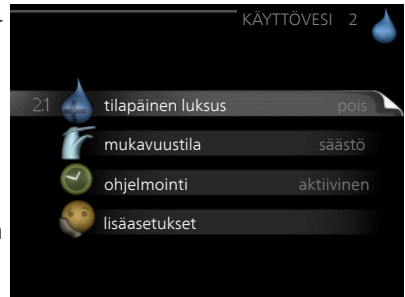 KÄYTTÖVESI 2
2.1 tilapäinen luksus pois
mukavuustila säästö
ohjelmointi aktiivinen
lisäasetukset